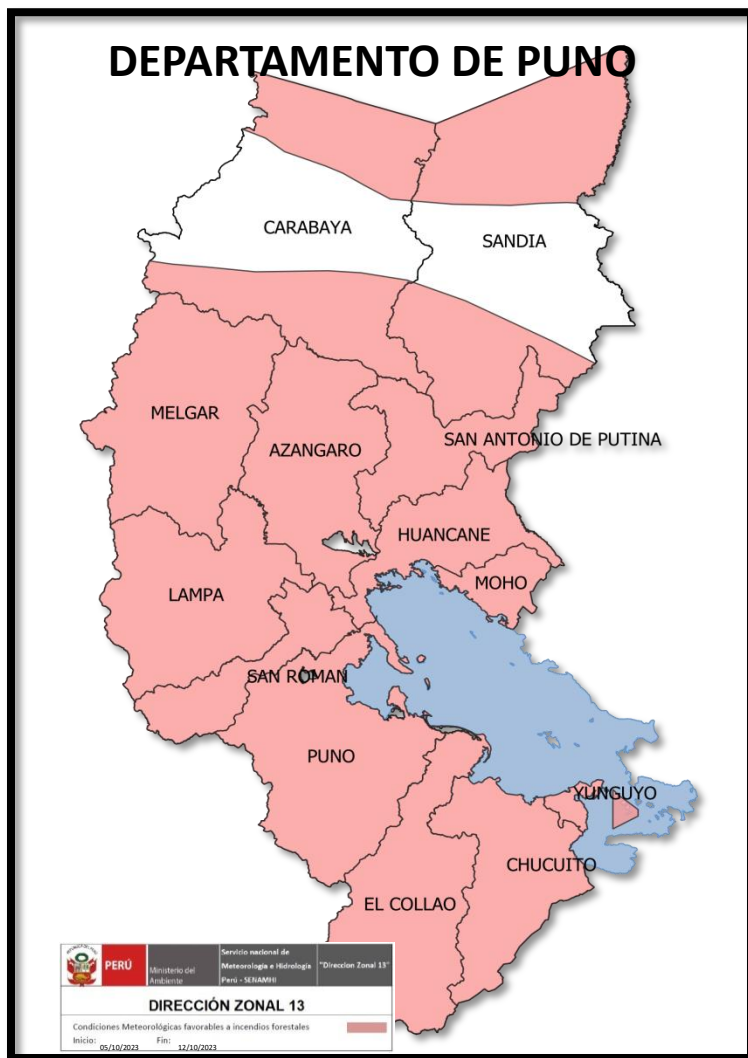 DEPARTAMENTO DE PUNO
CARABAYA
SANDIA
MELGAR
AZANGARO
SAN ANTONIO DE PUTINA
HUANCANE
MOHO
LAMPA
SAN ROMAN
PUNO
YUNGUYO
CHUCUITO
EL COLLAO
PERÚ
Ministerio del
Ambiente
Servicio nacional de
Meteorología e Hidrología
Perú - SENAMHI
"Direccion Zonal 13"
DIRECCIÓN ZONAL 13
Condiciones Meteorológicas favorables a incendios forestales
Inicio: 05/10/2023 Fin: 12/10/2023